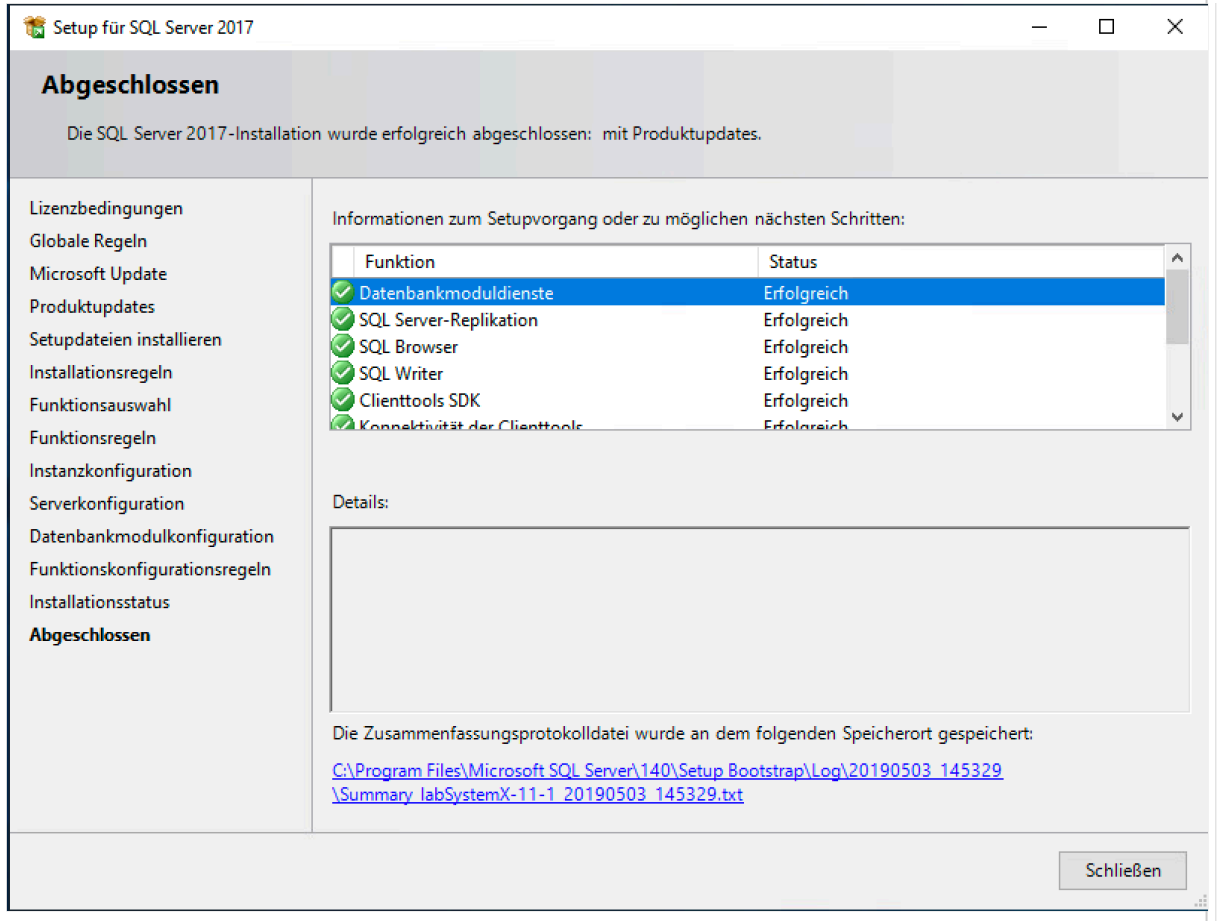 Setup für SQL Server 2017
Abgeschlossen
Die SQL Server 2017-Installation wurde erfolgreich abgeschlossen:  mit Produktupdates.
Lizenzbedingungen
Globale Regeln
Microsoft Update
Produktupdates
Setupdateien installieren
Installationsregeln
Funktionsauswahl
Funktionsregeln
Instanzkonfiguration
Serverkonfiguration
Datenbankmodulkonfiguration
Funktionskonfigurationsregeln
Installationsstatus
Abgeschlossen
Informationen zum Setupvorgang oder zu möglichen nächsten Schritten:
Funktion Status
Datenbankmoduldienste Erfolgreich
SQL Server-Replikation Erfolgreich
SQL Browser Erfolgreich
SQL Writer Erfolgreich
Clienttools SDK Erfolgreich
Konnektivität der Clienttools Erfolgreich
Details:
Die Zusammenfassungsprotokolldatei wurde an dem folgenden Speicherort gespeichert:
C:\Program Files\Microsoft SQL Server\140\Setup Bootstrap\Log\20190503_145329
\Summary_labSystemX-11-1_20190503_145329.txt
Schließen